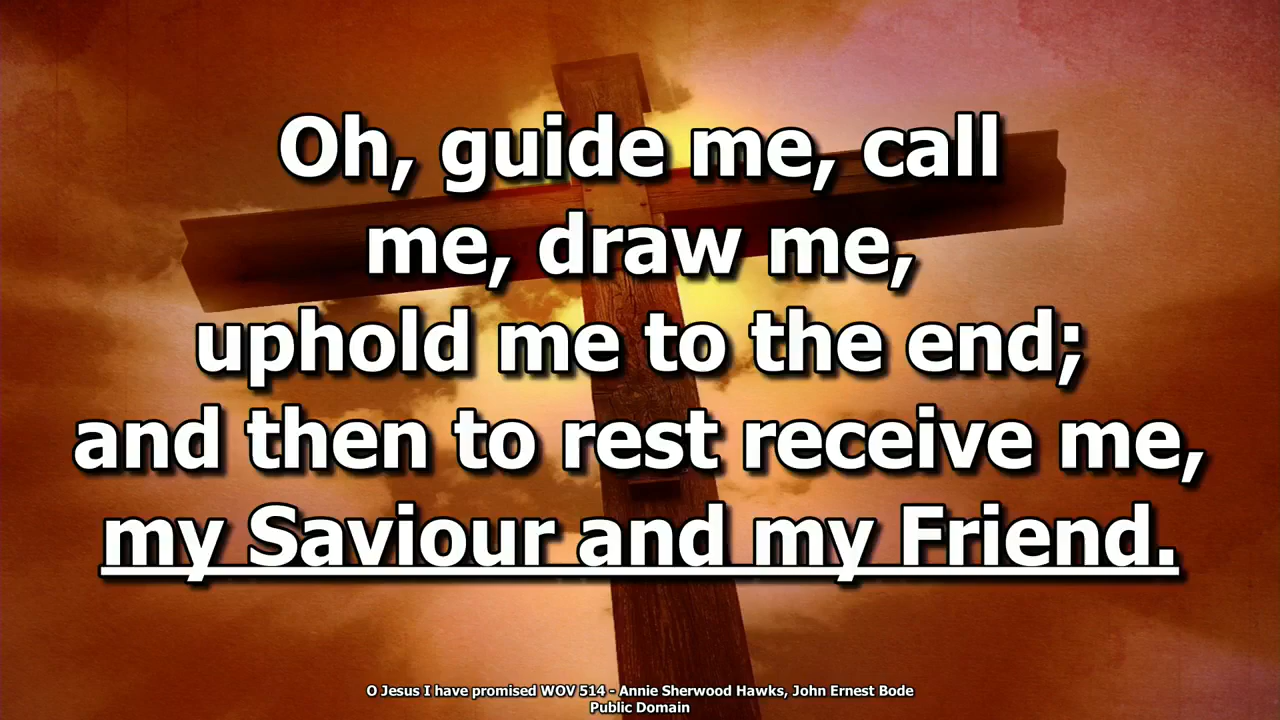 Oh, guide me, call
me, draw me,
uphold me to the end;
and then to rest receive me,
my Saviour and my Friend.
O Jesus I have promised WOV 514 - Annie Sherwood Hawks, John Ernest Bode
Public Domain